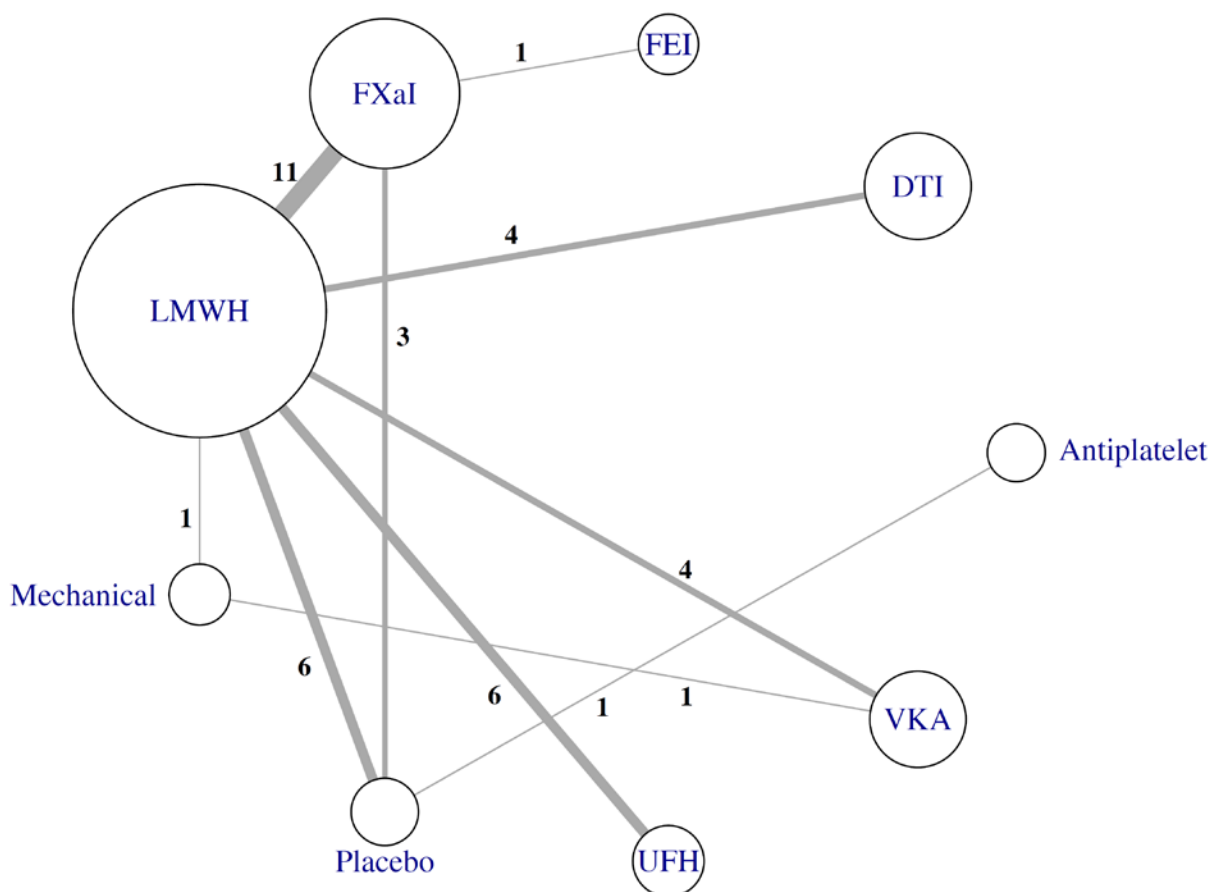 FEI
1
FXaI
11
DTI
4
LMWH
3
Antiplatelet
1
4
Mechanical
6
6
1
1
VKA
Placebo
UFH